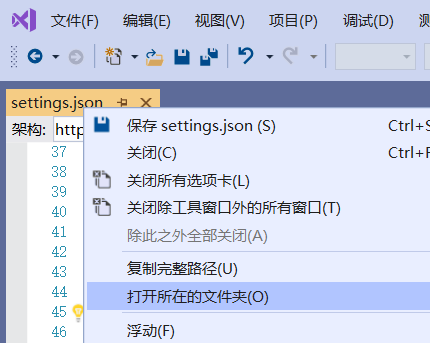 文件(F) 编辑(E) 视图(V) 项目(P) 调试(D)
settings.json
架构: http
保存 settings.json (S) Ctrl+S
关闭(C) Ctrl+F
关闭所有选项卡(L)
关闭除工具窗口外的所有窗口(T)
除此之外全部关闭(A)
复制完整路径(U)
打开所在的文件夹(O)
浮动(F)
37
38
39
40
41
42
43
44
45
46